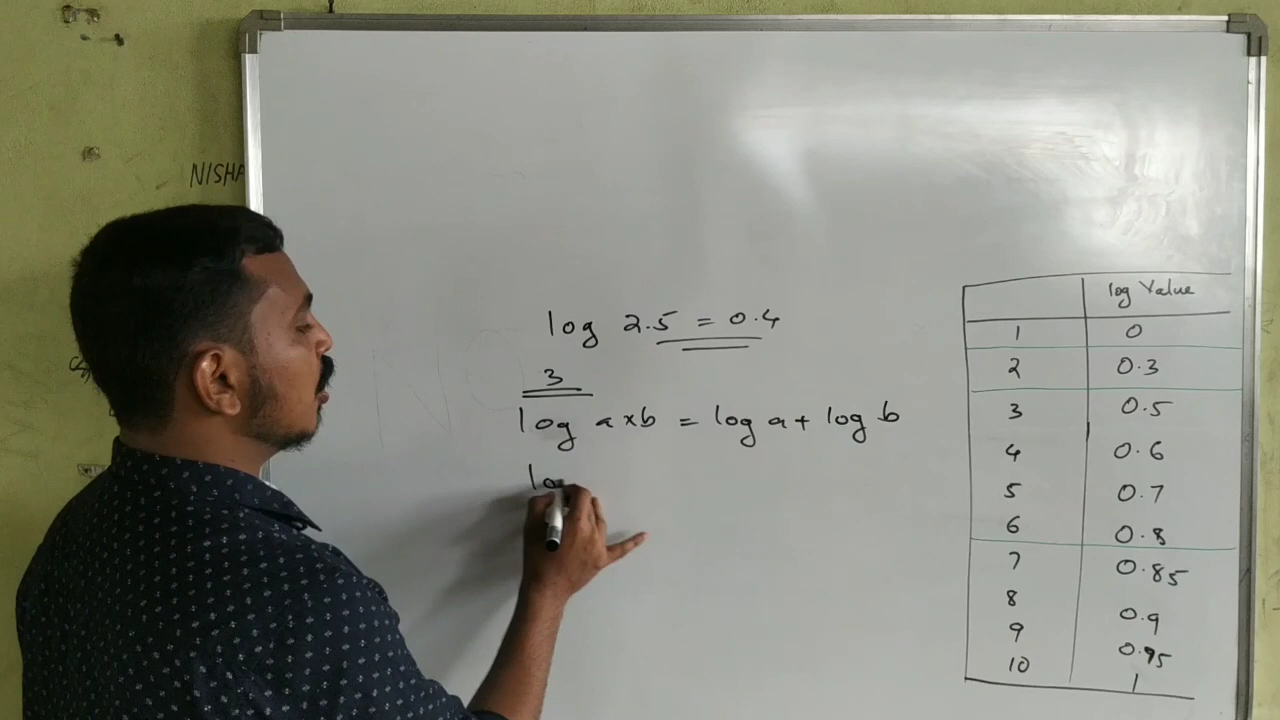 NISHA
log 2.5 = 0.4
3
log a×b = log a + log b
lo
log Value
1 0
2 0.3
3 0.5
4 0.6
5 0.7
6 0.8
7 0.85
8 0.9
9 0.95
10 1